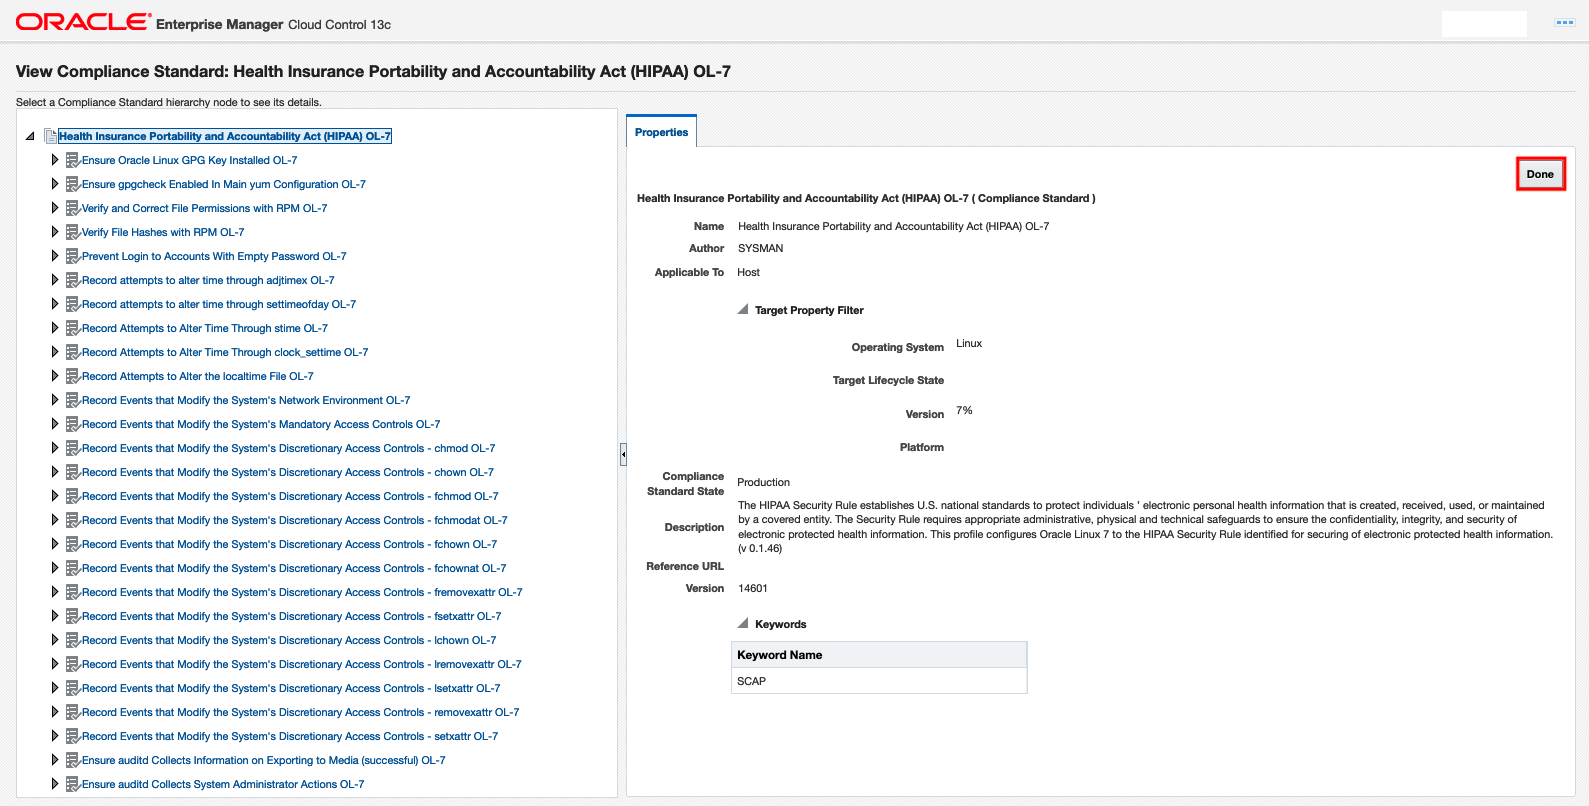 ORACLE® Enterprise Manager Cloud Control 13c
View Compliance Standard: Health Insurance Portability and Accountability Act (HIPAA) OL-7
Select a Compliance Standard hierarchy node to see its details.
Health Insurance Portability and Accountability Act (HIPAA) OL-7
Ensure Oracle Linux GPG Key Installed OL-7
Ensure gpgcheck Enabled In Main yum Configuration OL-7
Verify and Correct File Permissions with RPM OL-7
Verify File Hashes with RPM OL-7
Prevent Login to Accounts With Empty Password OL-7
Record attempts to alter time through adjtimex OL-7
Record attempts to alter time through settimeofday OL-7
Record Attempts to Alter Time Through stime OL-7
Record Attempts to Alter Time Through clock_settime OL-7
Record Attempts to Alter the localtime File OL-7
Record Events that Modify the System's Network Environment OL-7
Record Events that Modify the System's Mandatory Access Controls OL-7
Record Events that Modify the System's Discretionary Access Controls - chmod OL-7
Record Events that Modify the System's Discretionary Access Controls - chown OL-7
Record Events that Modify the System's Discretionary Access Controls - fchmod OL-7
Record Events that Modify the System's Discretionary Access Controls - fchmodat OL-7
Record Events that Modify the System's Discretionary Access Controls - fchown OL-7
Record Events that Modify the System's Discretionary Access Controls - fchownat OL-7
Record Events that Modify the System's Discretionary Access Controls - fremovexattr OL-7
Record Events that Modify the System's Discretionary Access Controls - fsetxattr OL-7
Record Events that Modify the System's Discretionary Access Controls - lchown OL-7
Record Events that Modify the System's Discretionary Access Controls - lremovexattr OL-7
Record Events that Modify the System's Discretionary Access Controls - lsetxattr OL-7
Record Events that Modify the System's Discretionary Access Controls - removexattr OL-7
Record Events that Modify the System's Discretionary Access Controls - setxattr OL-7
Ensure auditd Collects Information on Exporting to Media (successful) OL-7
Ensure auditd Collects System Administrator Actions OL-7
Properties
Done
Health Insurance Portability and Accountability Act (HIPAA) OL-7 ( Compliance Standard )
Name Health Insurance Portability and Accountability Act (HIPAA) OL-7
Author SYSMAN
Applicable To Host
Target Property Filter
Operating System Linux
Target Lifecycle State
Version 7%
Platform
Compliance
Standard State Production
Description
The HIPAA Security Rule establishes U.S. national standards to protect individuals ' electronic personal health information that is created, received, used, or maintained
by a covered entity. The Security Rule requires appropriate administrative, physical and technical safeguards to ensure the confidentiality, integrity, and security of
electronic protected health information. This profile configures Oracle Linux 7 to the HIPAA Security Rule identified for securing of electronic protected health information.
(v 0.1.46)
Reference URL
Version 14601
Keywords
Keyword Name
SCAP